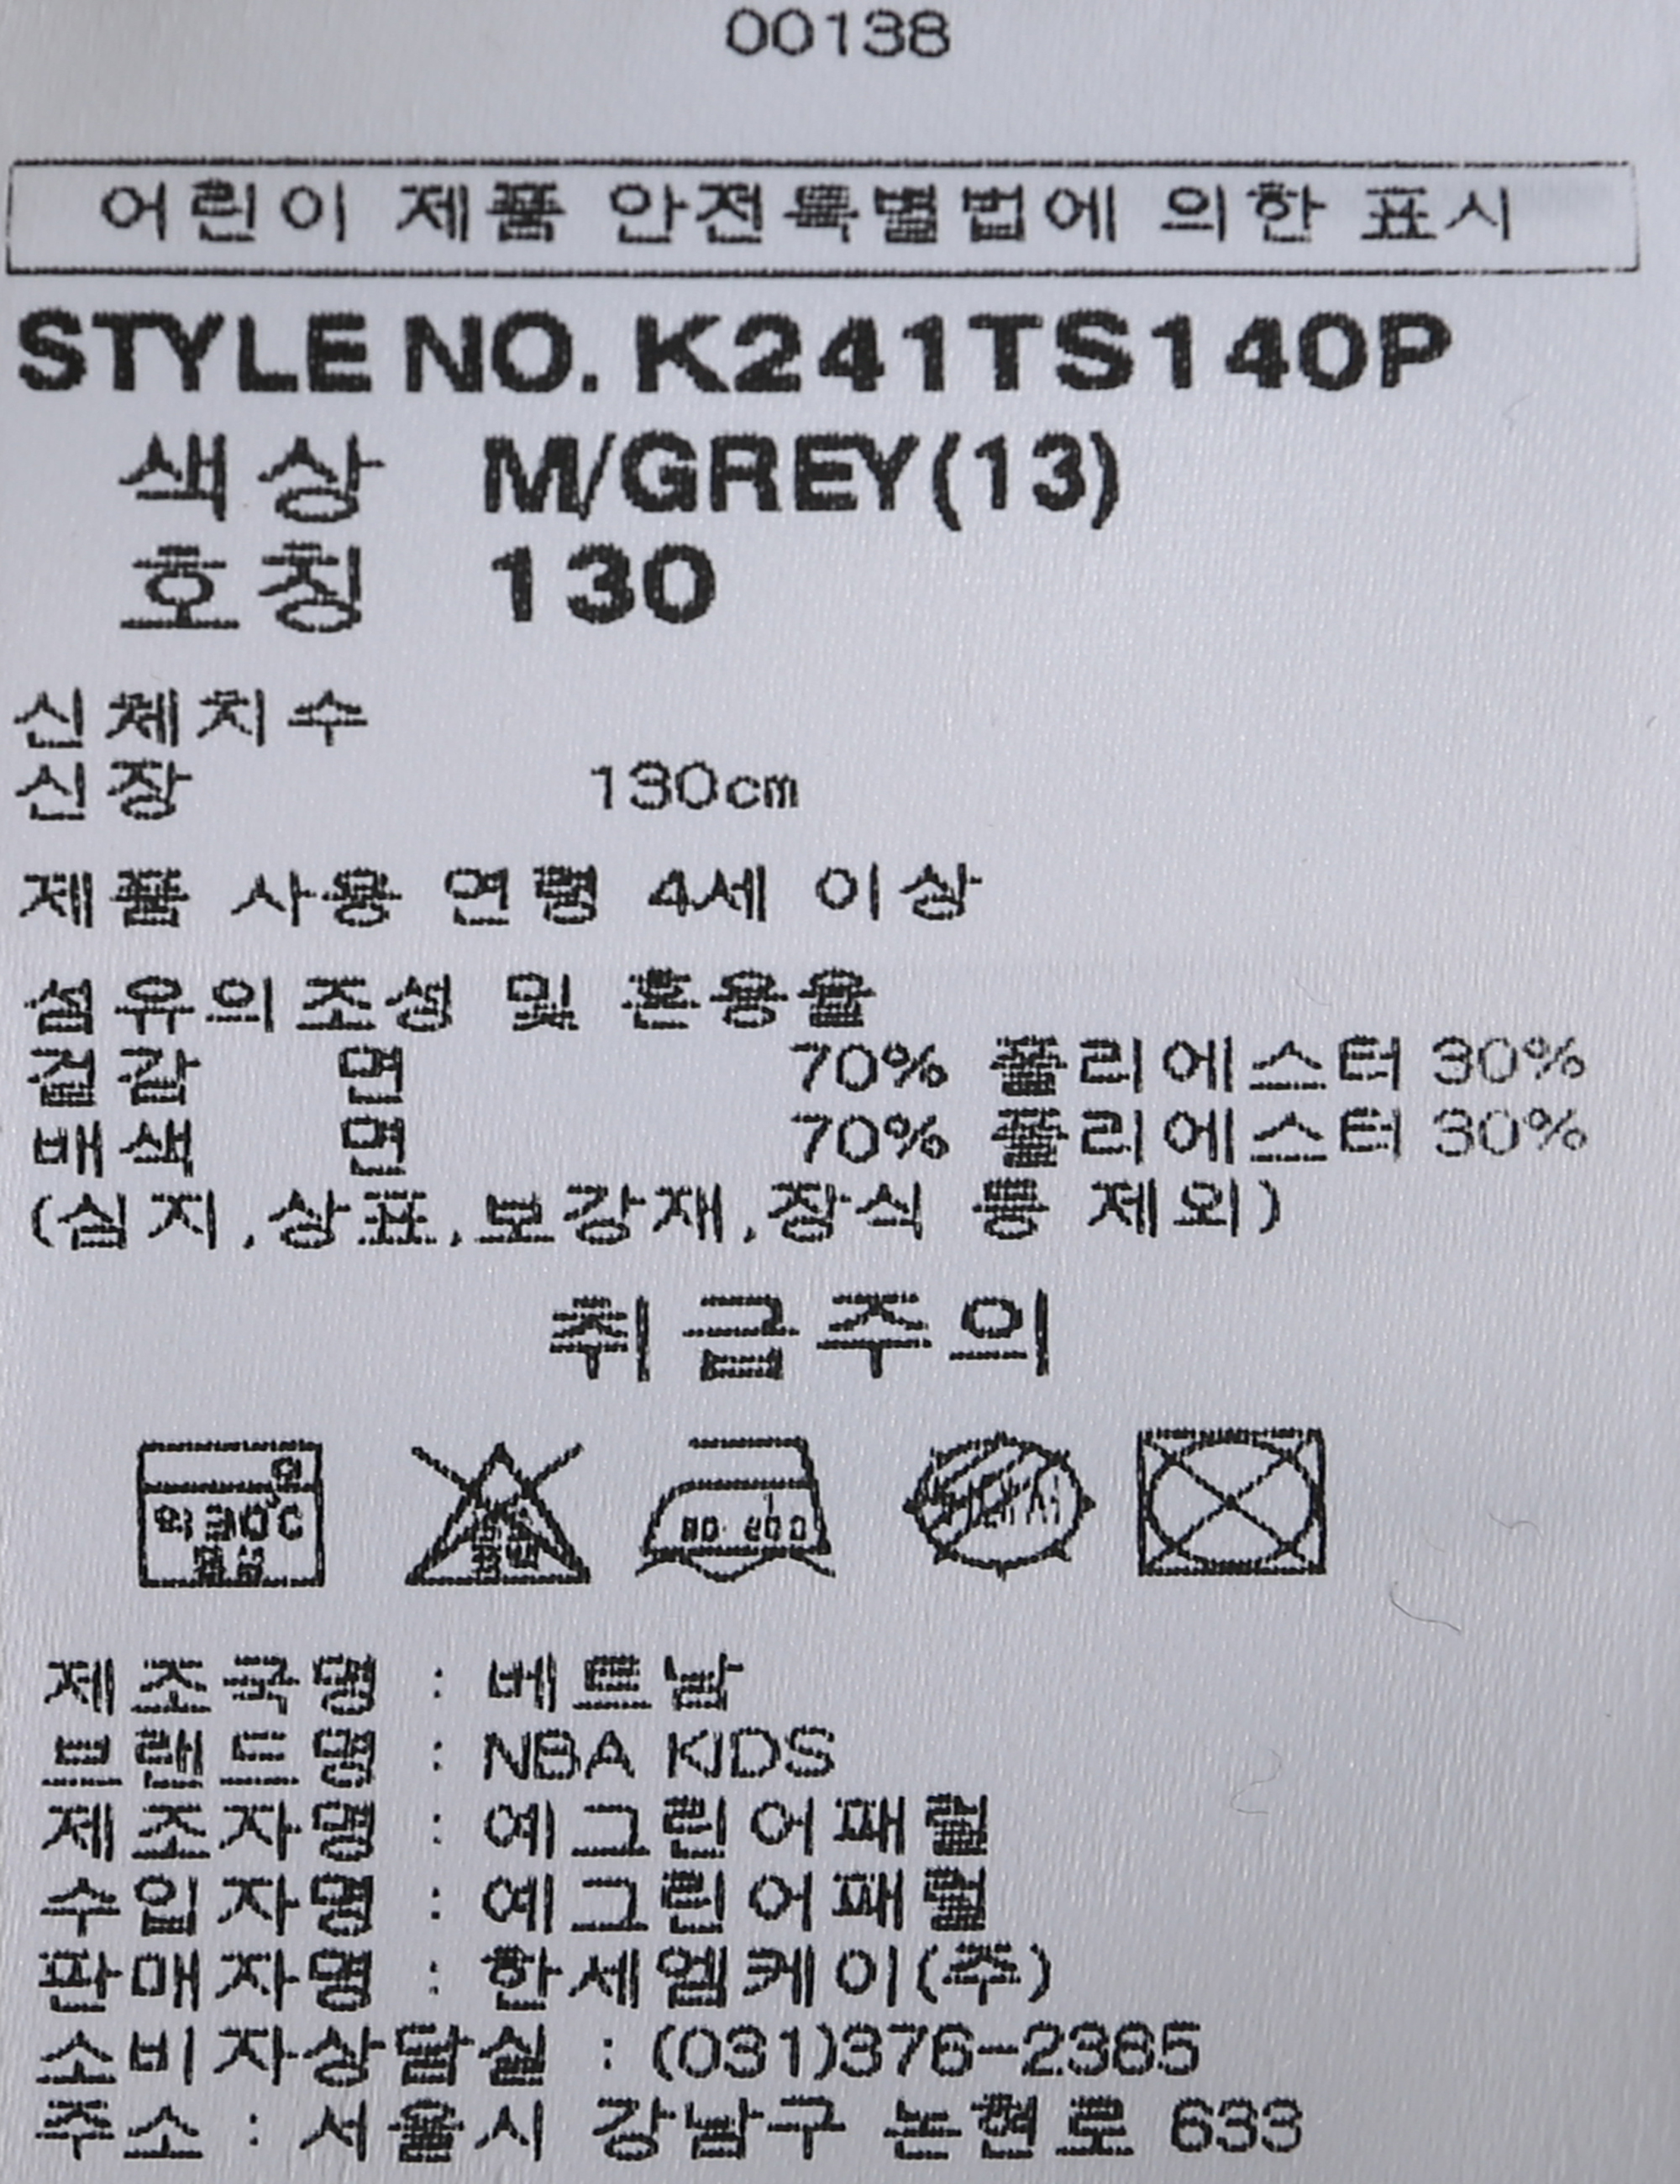 00138
어린이 제품 안전특별법에 의한 표시
STYLE NO. K241TS140P
색상 M/GREY(13)
호칭 130
신체치수
신장 130cm
제품 사용 연령 4세 이상
섬유의조성 및 혼용율
겉감 면 70% 폴리에스터 30%
배색 면 70% 폴리에스터 30%
(심지,상표,보강재,장식 등 제외)
취급주의
약 30°C
중성
제조국명 : 베트남
브랜드명 : NBA KIDS
제조자명 : 예그린어패럴
수입자명 : 예그린어패럴
판매자명 : 한세엠케이(주)
소비자상담실 : (031)376-2365
주소 : 서울시 강남구 논현로 633